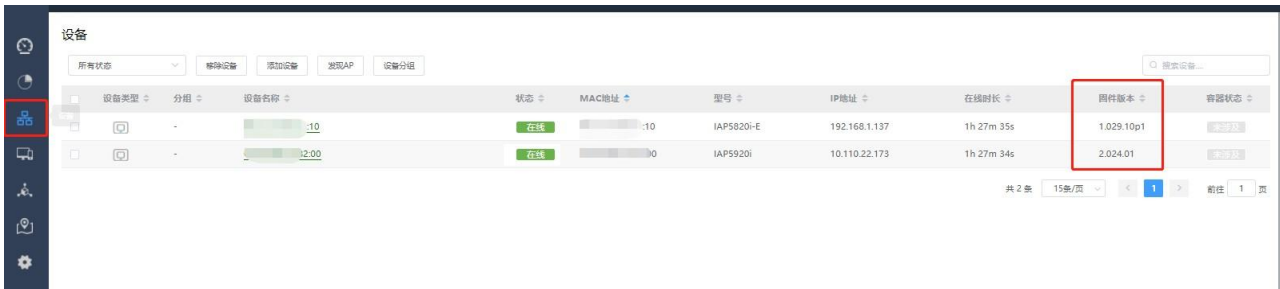 设备
所有状态 移除设备 添加设备 发现AP 设备分组 搜索设备...
设备类型 分组 设备名称 状态 MAC地址 型号 IP地址 在线时长 固件版本 容器状态
- :10 在线 :10 IAP5820i-E 192.168.1.137 1h 27m 35s 1.029.10p1
- 2:00 在线 00 IAP5920i 10.110.22.173 1h 27m 34s 2.024.01
共 2 条 15条/页 1 前往 1 页